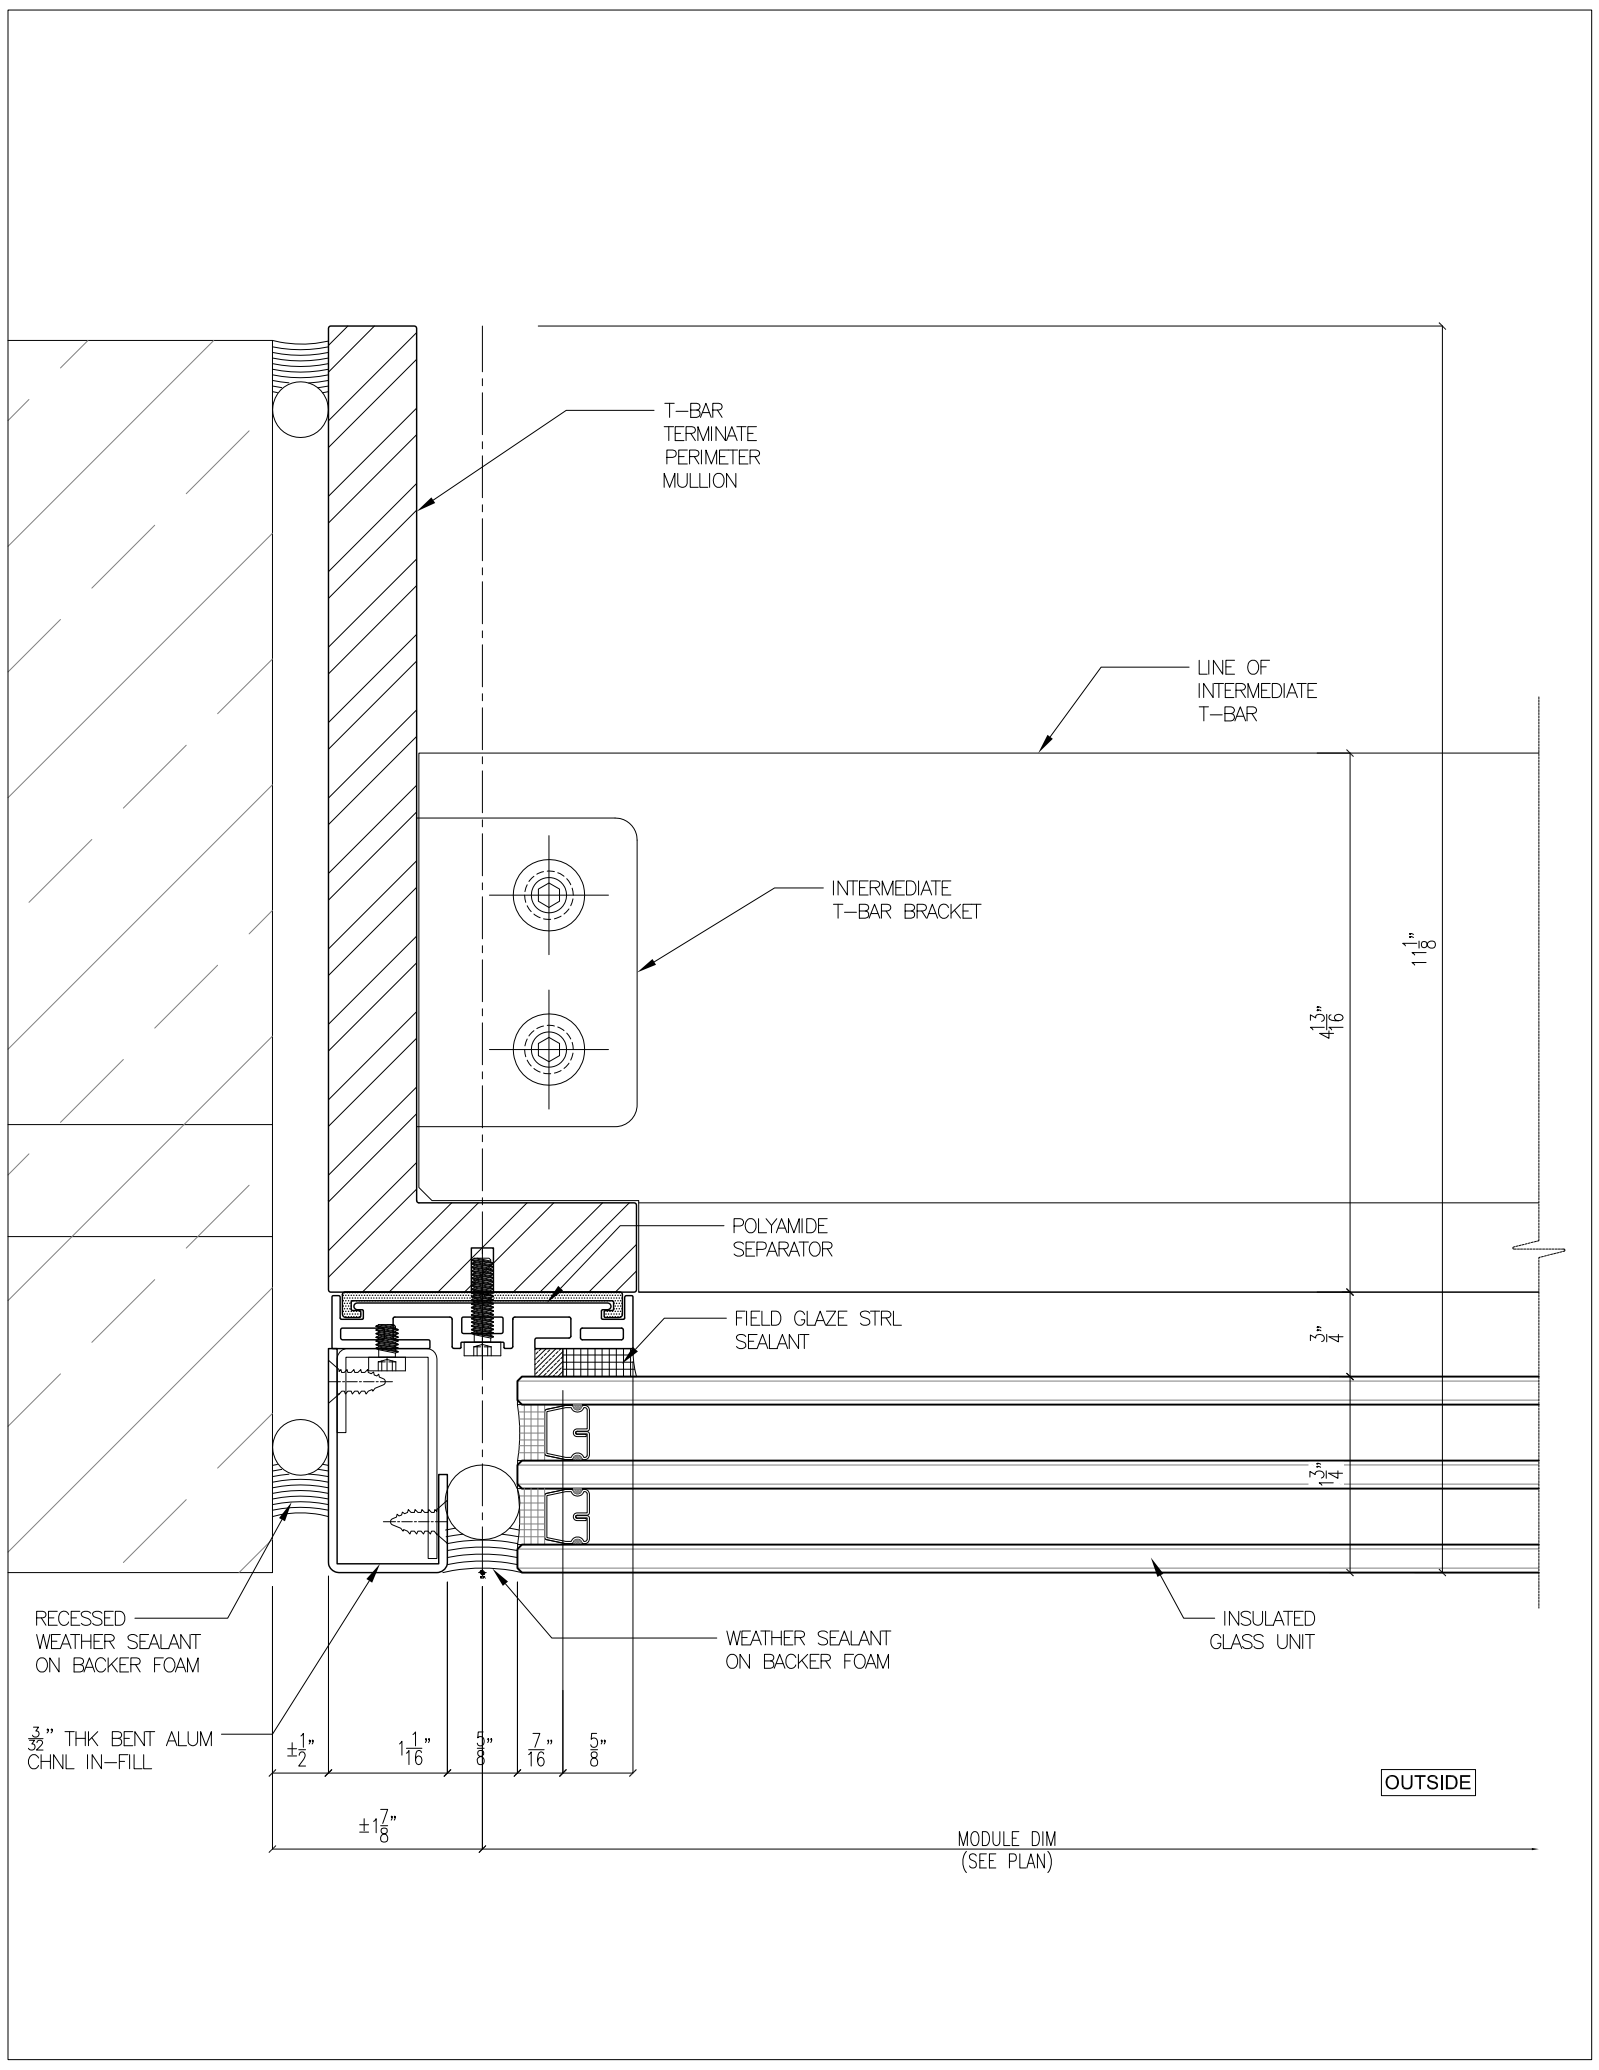 T-BAR
TERMINATE
PERIMETER
MULLION
LINE OF
INTERMEDIATE
T-BAR
INTERMEDIATE
T-BAR BRACKET
11 1/8"
4 13/16"
POLYAMIDE
SEPARATOR
FIELD GLAZE STRL
SEALANT
3/4"
1 3/4"
RECESSED
WEATHER SEALANT
ON BACKER FOAM
WEATHER SEALANT
ON BACKER FOAM
INSULATED
GLASS UNIT
3/32" THK BENT ALUM
CHNL IN-FILL
±1/2"
1 1/16"
5/8"
7/16"
5/8"
OUTSIDE
±1 7/8"
MODULE DIM
(SEE PLAN)